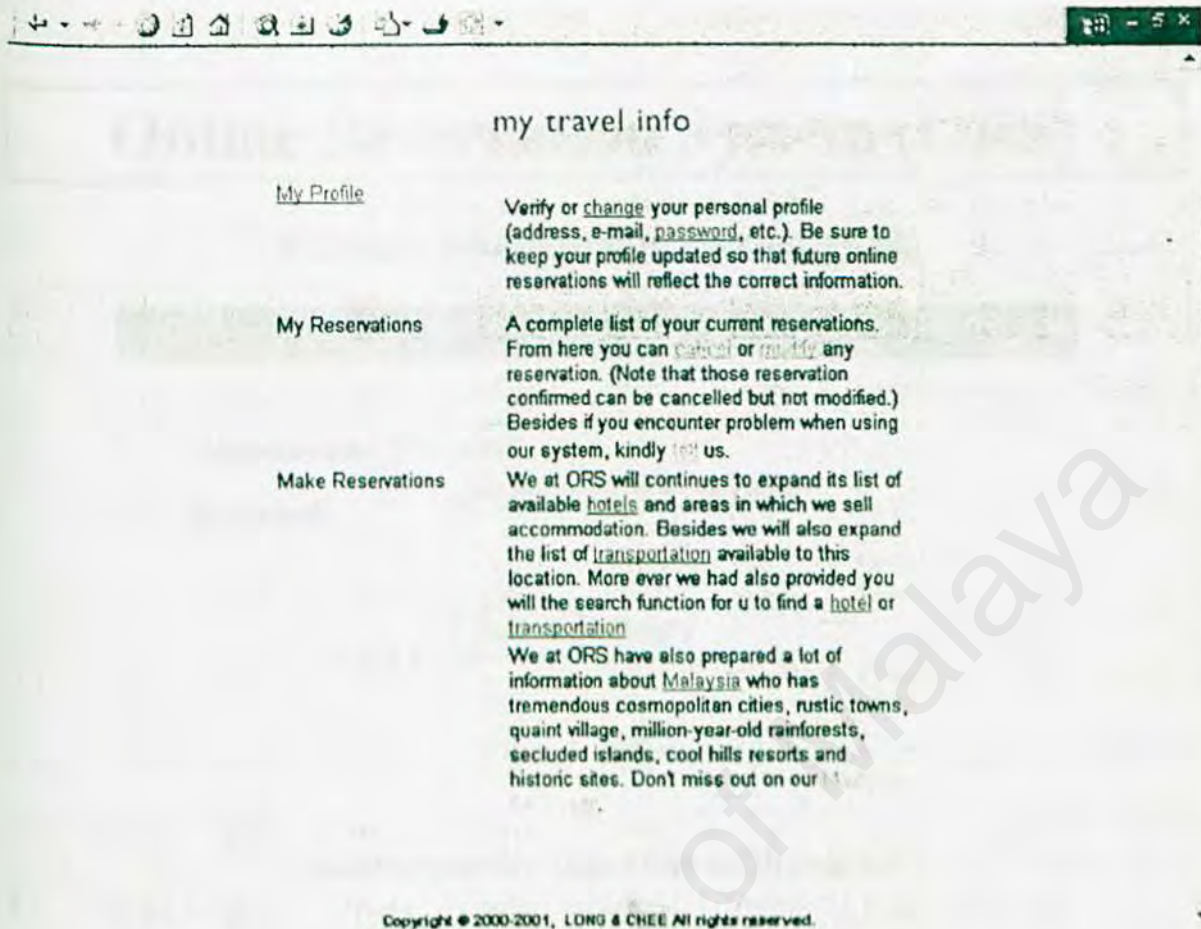 my travel info
My Profile
Verify or change your personal profile
(address, e-mail, password, etc.). Be sure to
keep your profile updated so that future online
reservations will reflect the correct information.
My Reservations
A complete list of your current reservations.
From here you can cancel or modify any
reservation. (Note that those reservation
confirmed can be cancelled but not modified.)
Besides if you encounter problem when using
our system, kindly tell us.
Make Reservations
We at ORS will continues to expand its list of
available hotels and areas in which we sell
accommodation. Besides we will also expand
the list of transportation available to this
location. More ever we had also provided you
will the search function for u to find a hotel or
transportation
We at ORS have also prepared a lot of
information about Malaysia who has
tremendous cosmopolitan cities, rustic towns,
quaint village, million-year-old rainforests,
secluded islands, cool hills resorts and
historic sites. Don't miss out on our
Copyright © 2000-2001, LONG & CHEE All rights reserved.
of Malaya